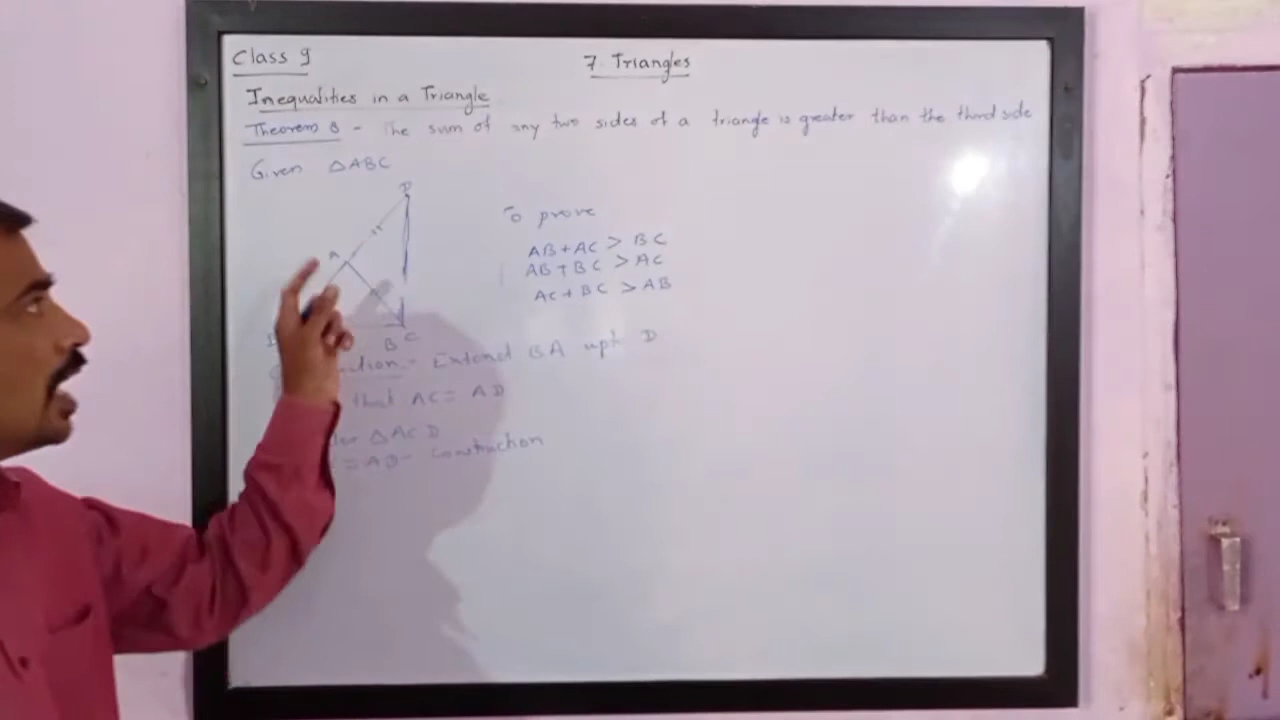 Class 9
7. Triangles
Inequalities in a Triangle
Theorem 8 - The sum of any two sides of a triangle is greater than the third side
Given △ABC
D
A
B C
To prove
AB + AC > BC
AB + BC > AC
AC + BC > AB
Extend BA upto D
that AC = AD
△ACD
= AD - Construction